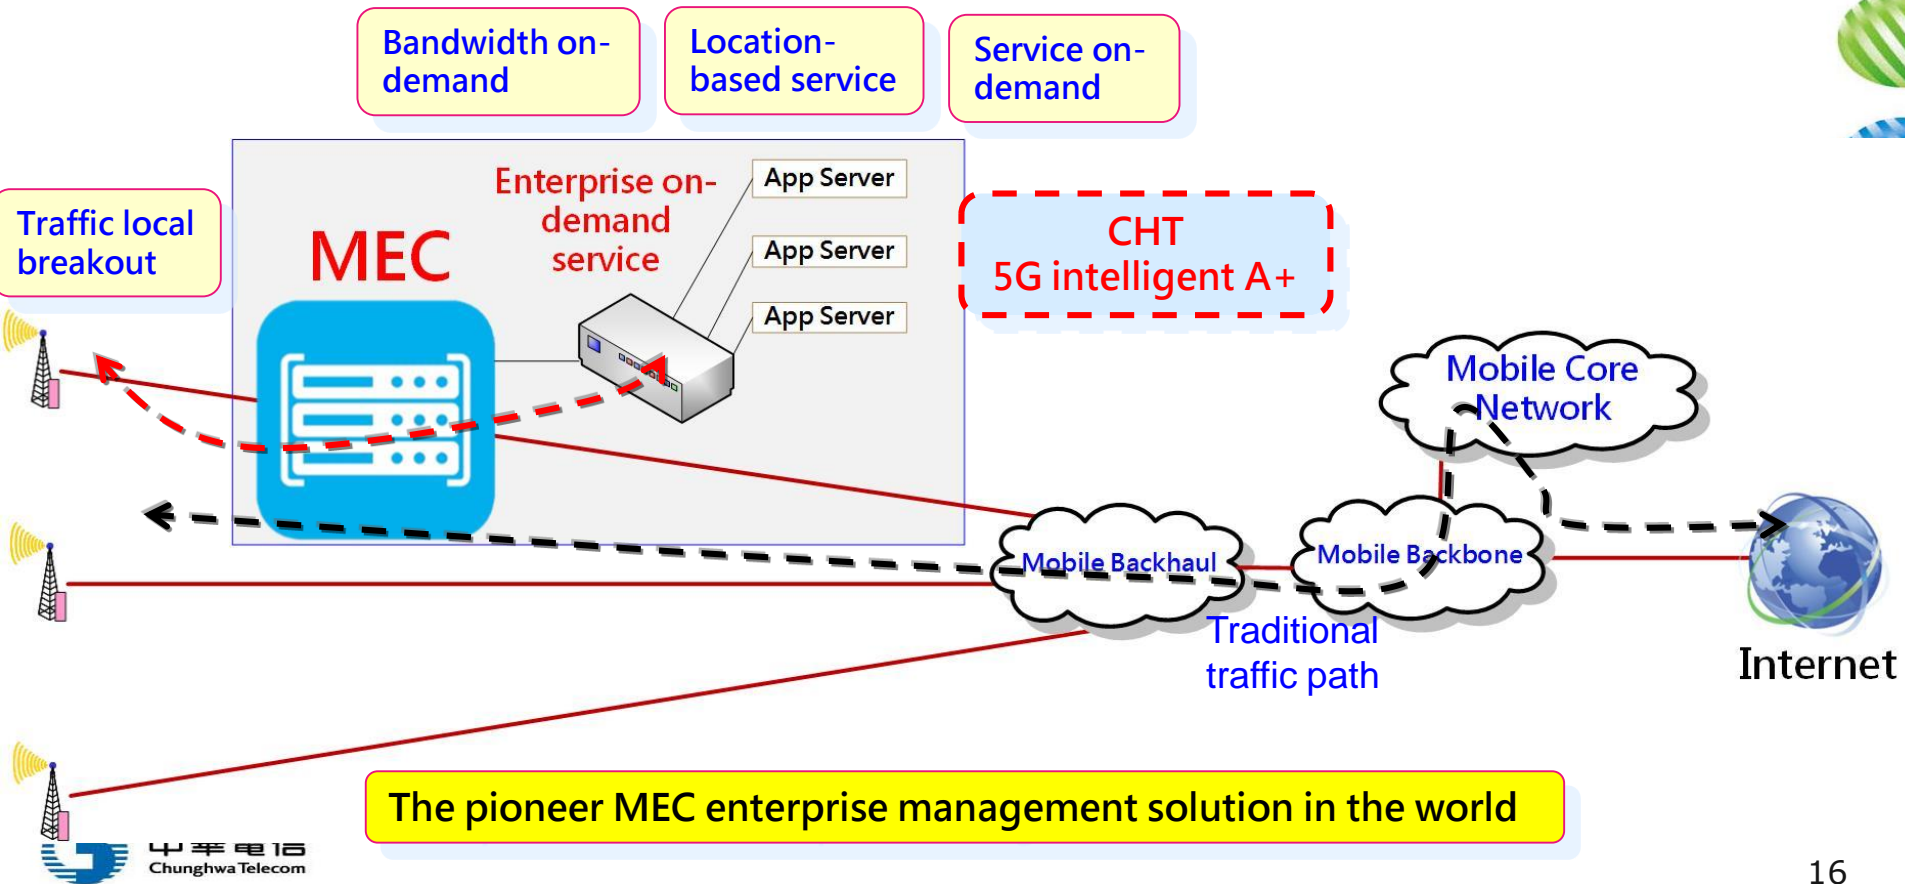 Bandwidth on-
demand
Location-
based service
Service on-
demand
Traffic local
breakout
MEC
Enterprise on-
demand
service
App Server
App Server
App Server
CHT
5G intelligent A+
Mobile Core
Network
Mobile Backhaul
Mobile Backbone
Traditional
traffic path
Internet
The pioneer MEC enterprise management solution in the world
中華電信
Chunghwa Telecom
16